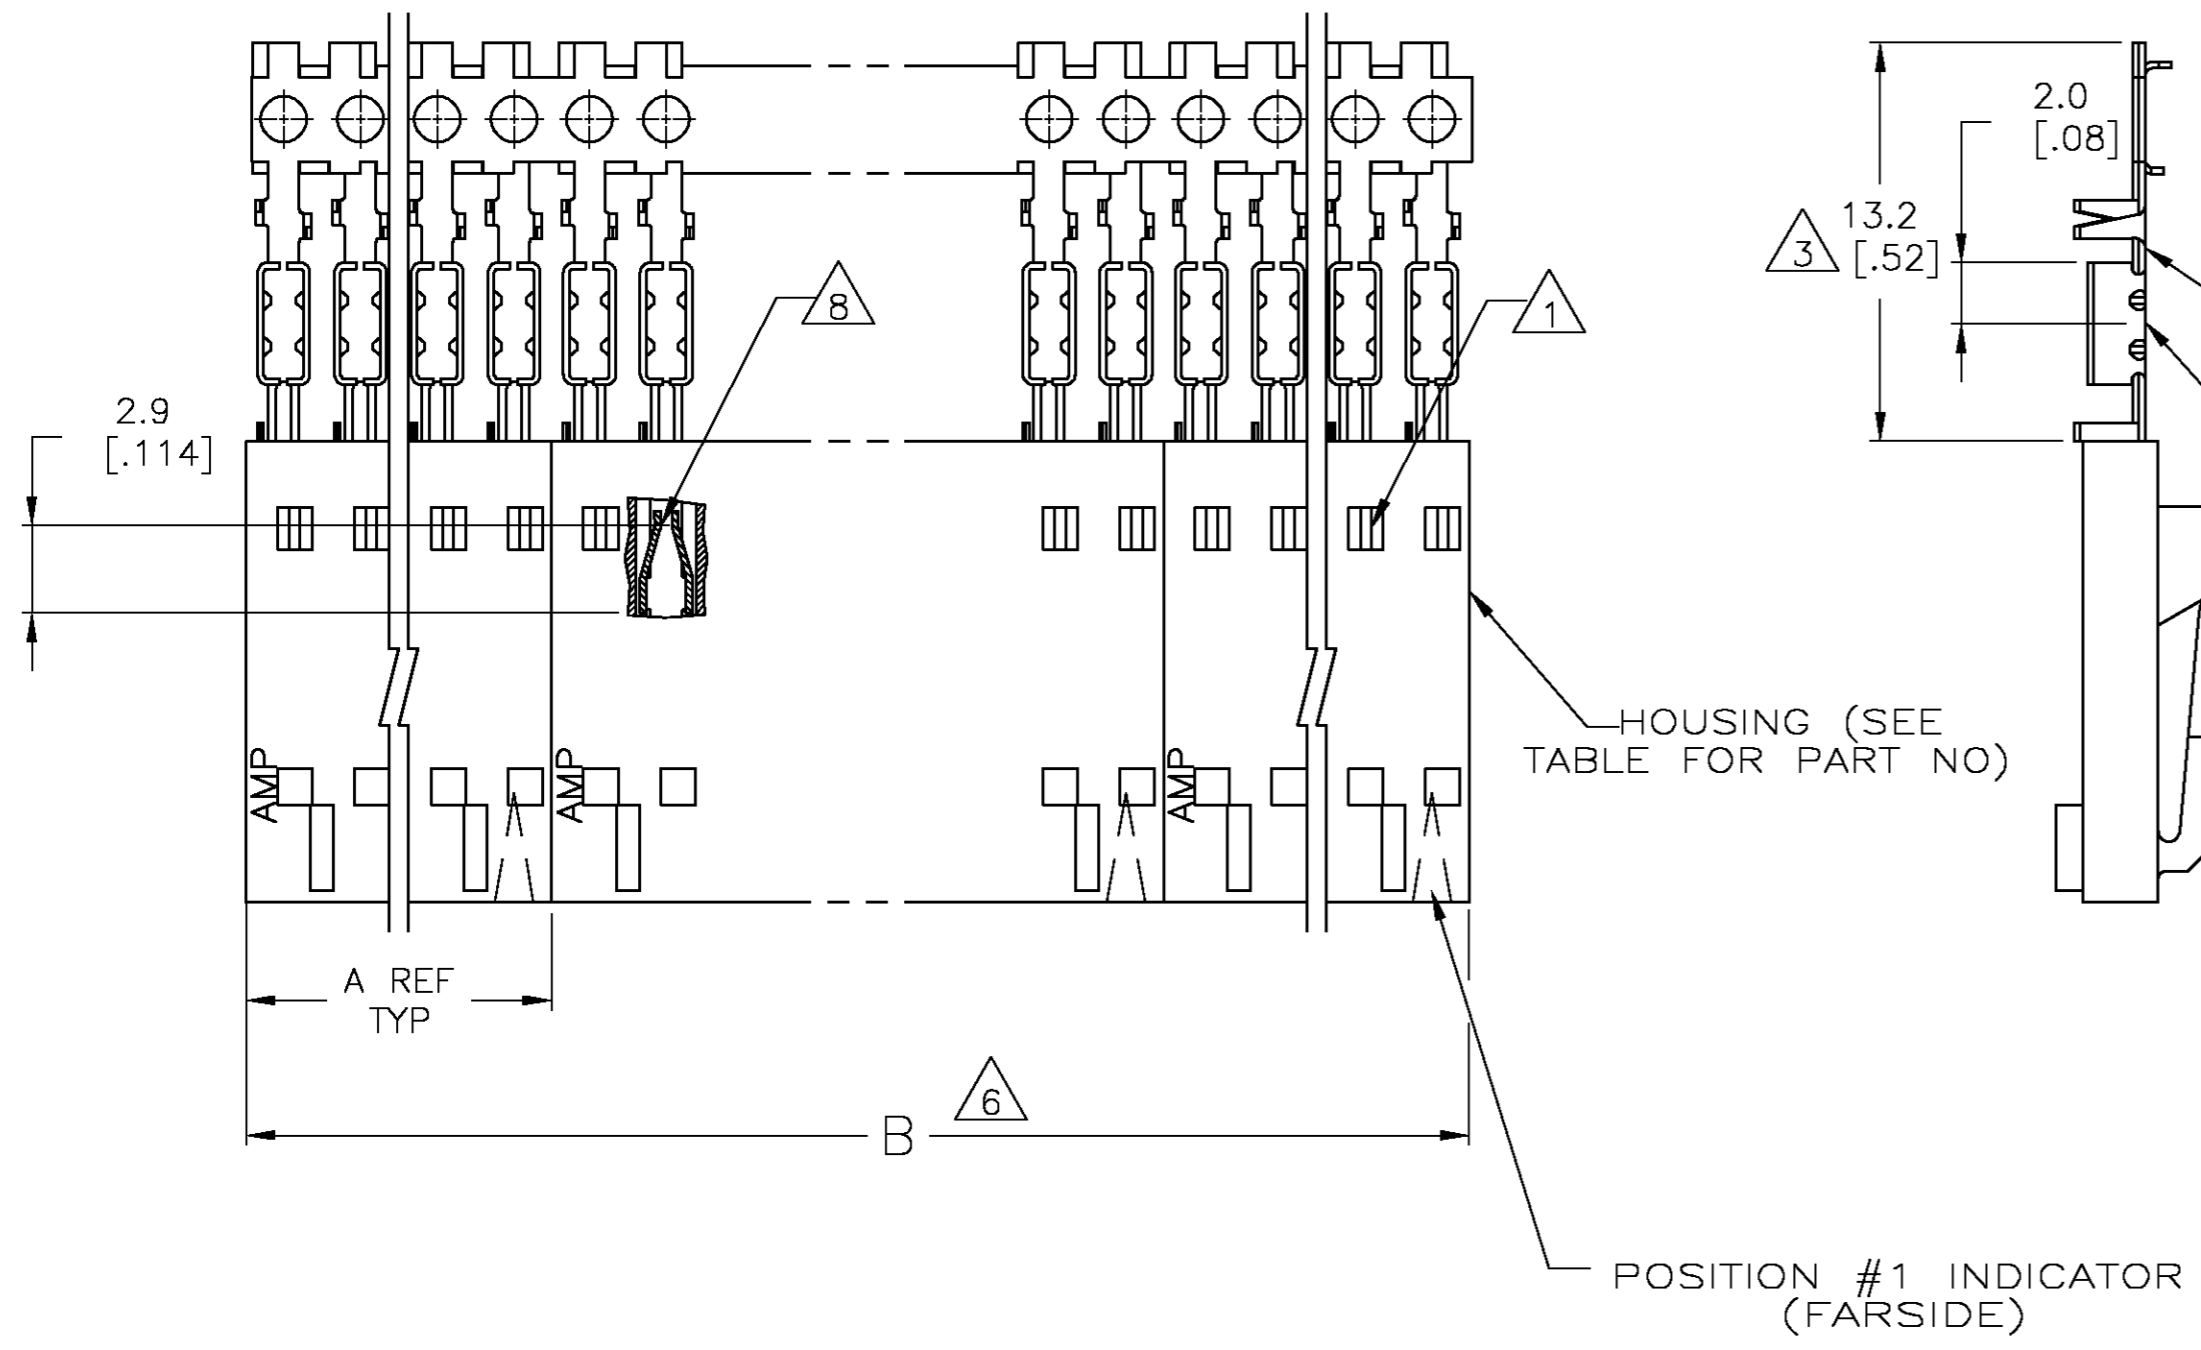 2.0
[.08]
3
13.2
[.52]
8
1
2.9
[.114]
HOUSING (SEE
TABLE FOR PART NO)
AMP
AMP
AMP
A REF
TYP
6
B
POSITION #1 INDICATOR
(FARSIDE)